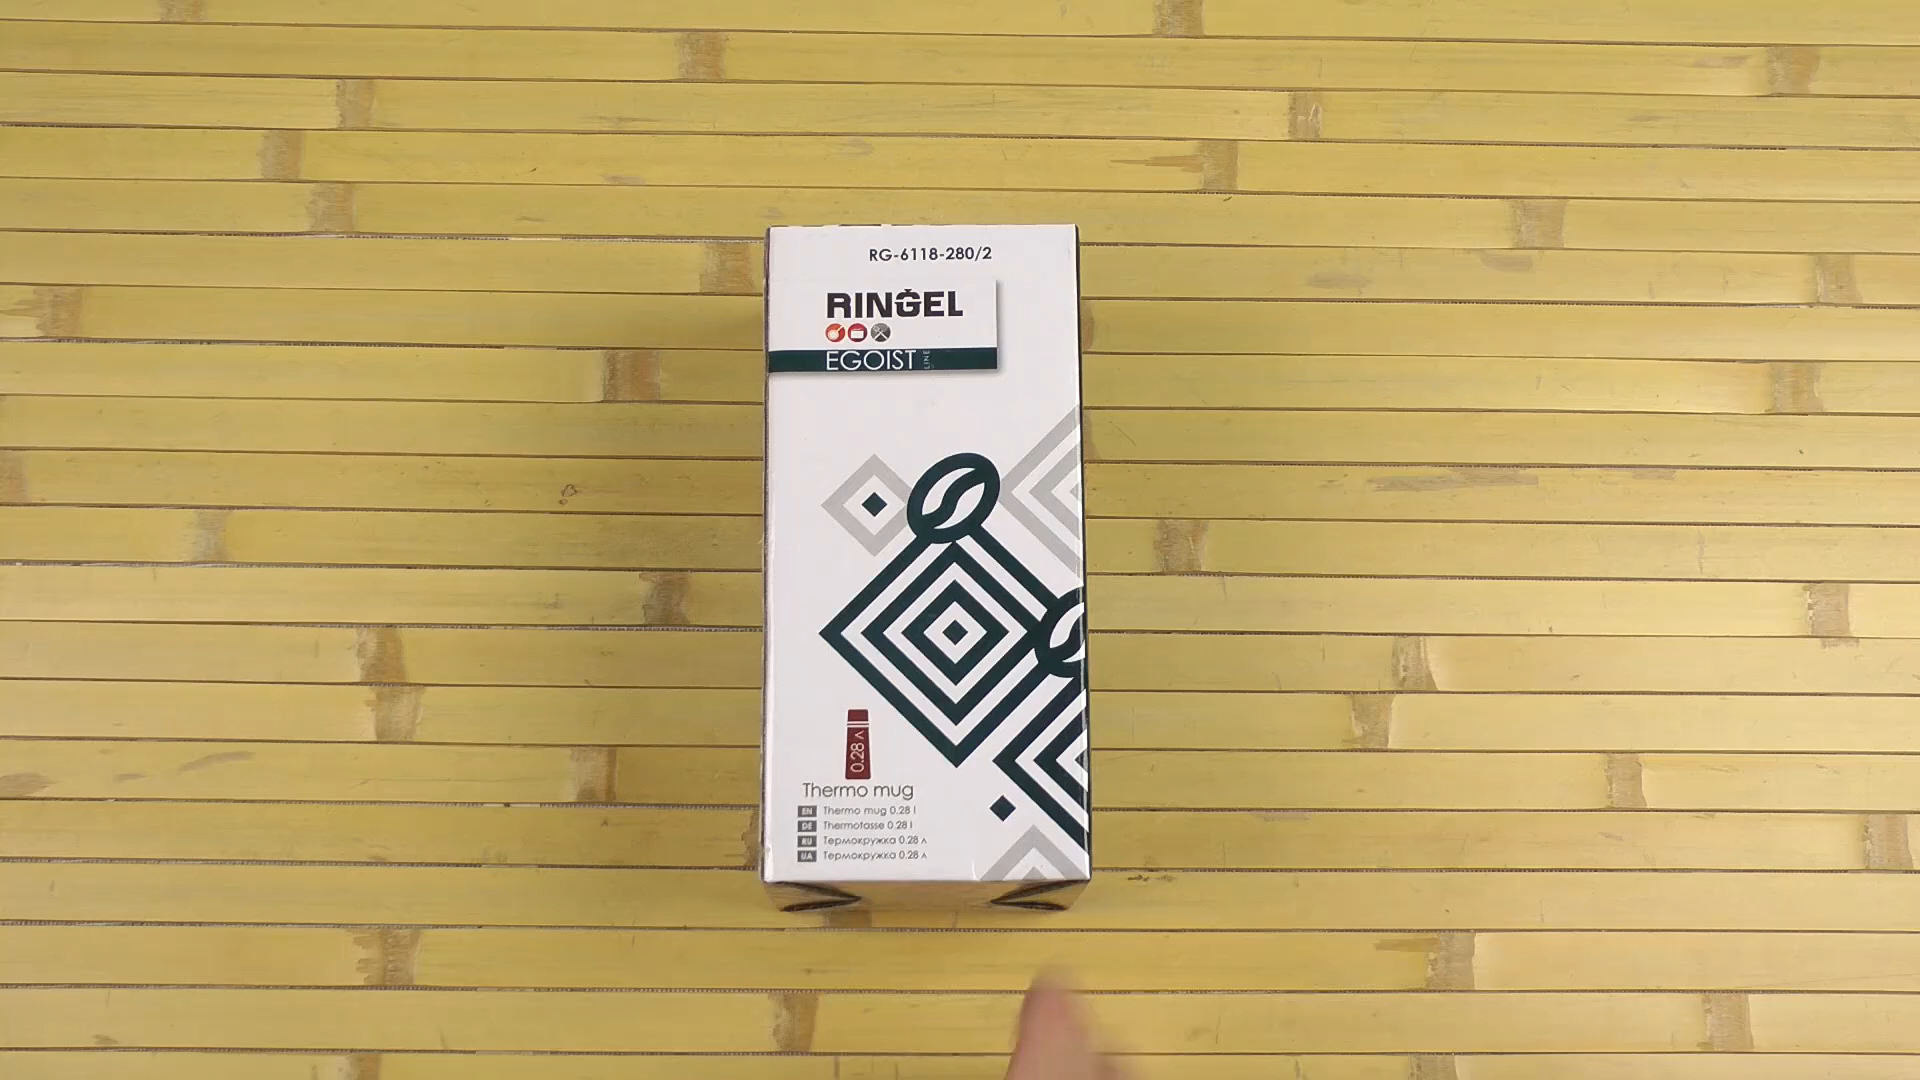 RG-6118-280/2
RINGEL
EGOIST LINE
0.28 л
Thermo mug
EN Thermo mug 0.28 l
DE Thermotasse 0.28 l
RU Термокружка 0.28 л
UA Термокружка 0.28 л